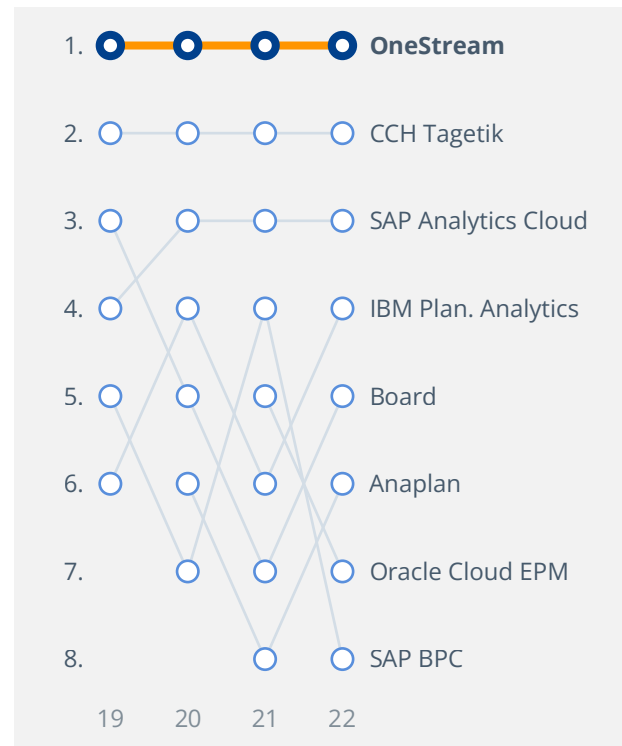 1. OneStream
2. CCH Tagetik
3. SAP Analytics Cloud
4. IBM Plan. Analytics
5. Board
6. Anaplan
7. Oracle Cloud EPM
8. SAP BPC
19 20 21 22